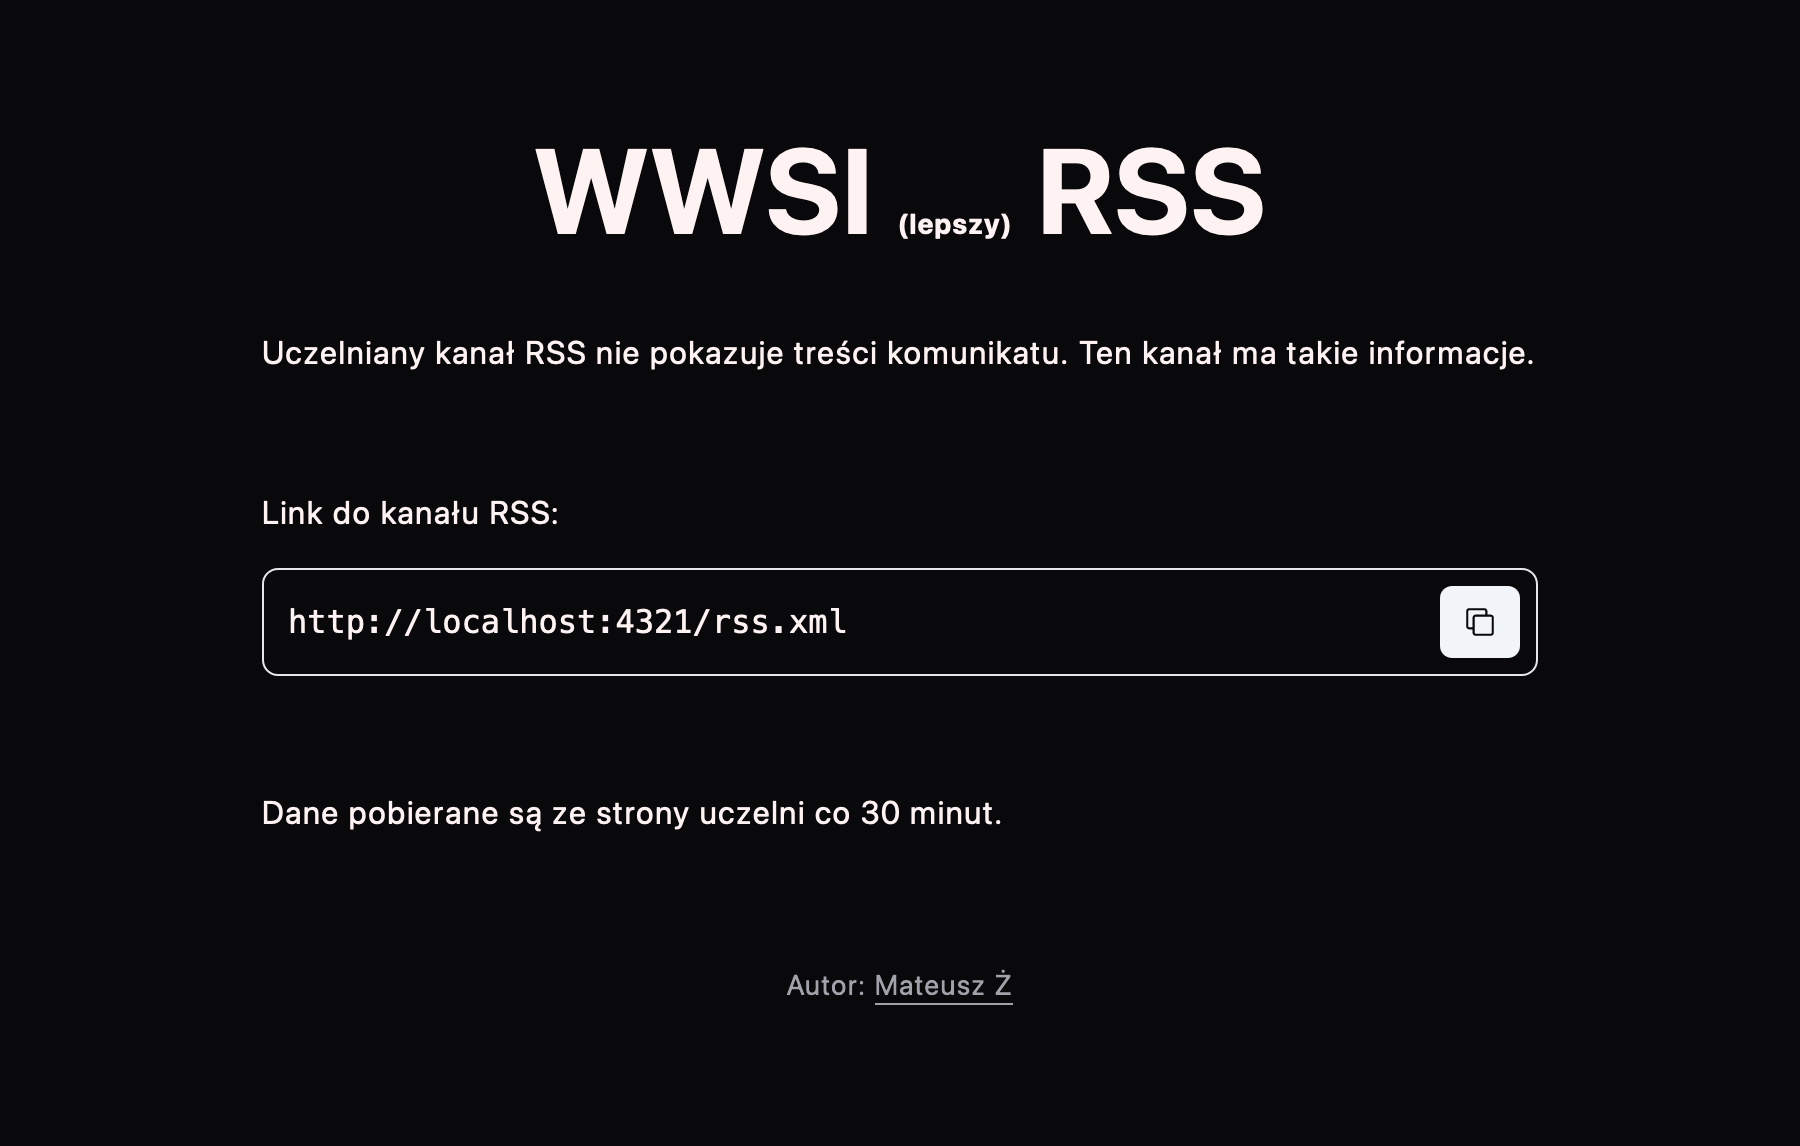 WWSI (lepszy) RSS
Uczelniany kanał RSS nie pokazuje treści komunikatu. Ten kanał ma takie informacje.
Link do kanału RSS:
http://localhost:4321/rss.xml
Dane pobierane są ze strony uczelni co 30 minut.
Autor: Mateusz Ż